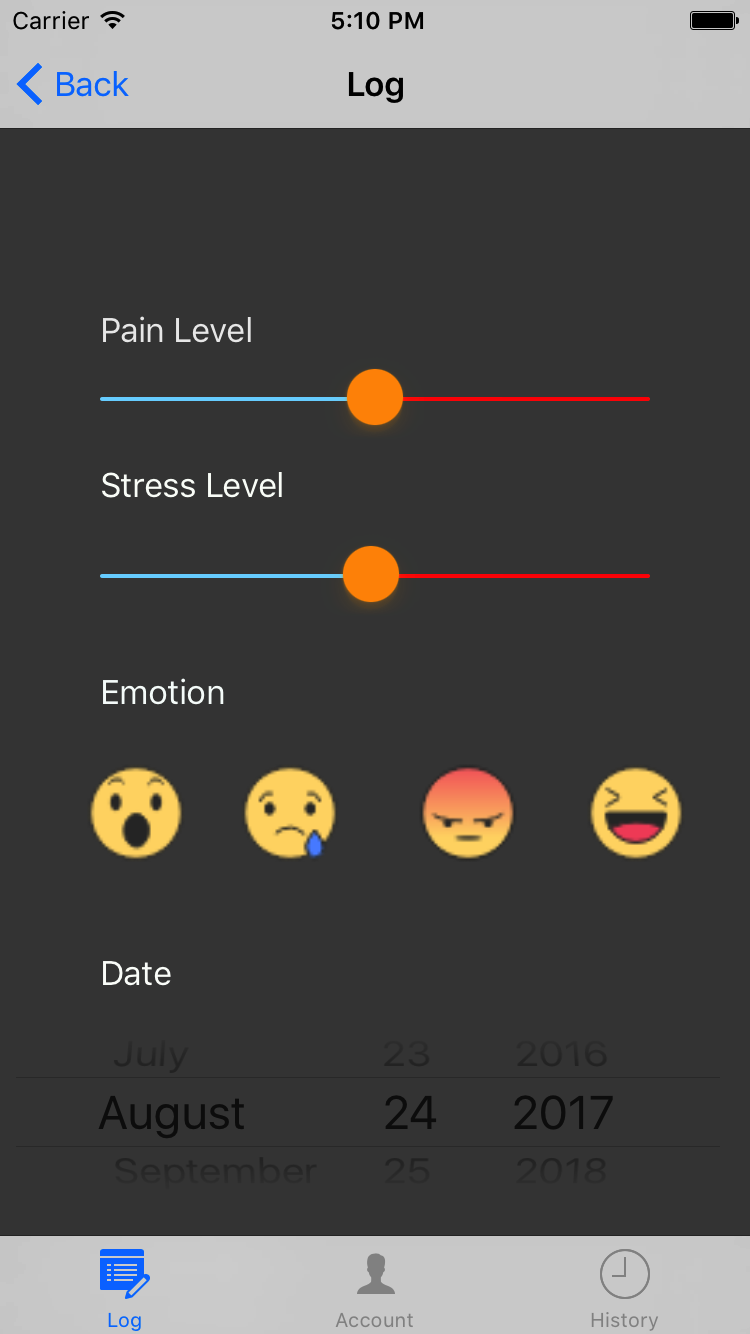 Carrier 5:10 PM
Back Log
Pain Level
Stress Level
Emotion
Date
July 23 2016
August 24 2017
September 25 2018
Log Account History